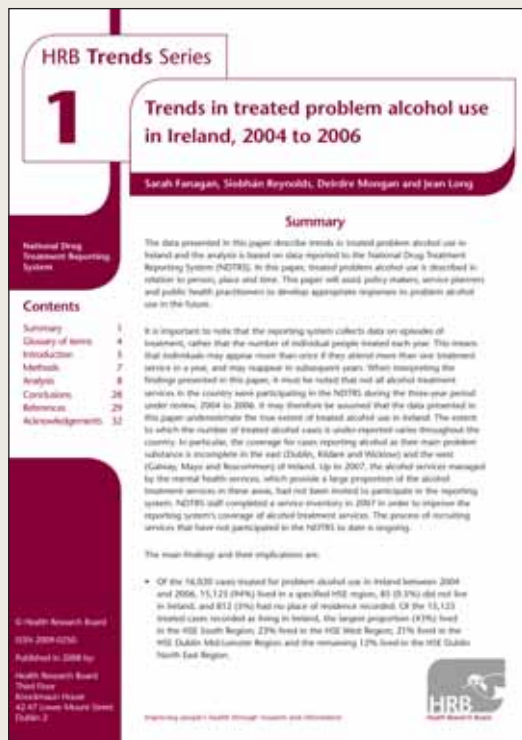 HRB Trends Series
1
Trends in treated problem alcohol use
in Ireland, 2004 to 2006
Sarah Fanagan, Siobhán Reynolds, Deirdre Mongan and Jean Long
National Drug
Treatment Reporting
System
Contents
Summary 1
Glossary of terms 4
Introduction 5
Methods 7
Analysis 8
Conclusions 28
References 29
Acknowledgements 32
© Health Research Board
ISSN 2009-0250
Published in 2008 by:
Health Research Board
Third Floor
Knockmaun House
42-47 Lower Mount Street
Dublin 2
Summary
The data presented in this paper describe trends in treated problem alcohol use in
Ireland and the analysis is based on data reported to the National Drug Treatment
Reporting System (NDTRS). In this paper, treated problem alcohol use is described in
relation to person, place and time. This paper will assist policy makers, service planners
and public health practitioners to develop appropriate responses to problem alcohol
use in the future.
It is important to note that the reporting system collects data on episodes of
treatment, rather than the number of individual people treated each year. This means
that individuals may appear more than once if they attend more than one treatment
service in a year, and may reappear in subsequent years. When interpreting the
findings presented in this paper, it must be noted that not all alcohol treatment
services in the country were participating in the NDTRS during the three-year period
under review, 2004 to 2006. It may therefore be assumed that the data presented in
this paper underestimate the true extent of treated alcohol use in Ireland. The extent
to which the number of treated alcohol cases is under-reported varies throughout the
country. In particular, the coverage for cases reporting alcohol as their main problem
substance is incomplete in the east (Dublin, Kildare and Wicklow) and the west
(Galway, Mayo and Roscommon) of Ireland. Up to 2007, the alcohol services managed
by the mental health services, which provide a large proportion of the alcohol
treatment services in these areas, had not been invited to participate in the reporting
system. NDTRS staff completed a service inventory in 2007 in order to improve the
reporting system's coverage of alcohol treatment services. The process of recruiting
services that have not participated in the NDTRS to date is ongoing.
The main findings and their implications are:
• Of the 16,020 cases treated for problem alcohol use in Ireland between 2004
and 2006, 15,123 (94%) lived in a specified HSE region, 85 (0.5%) did not live
in Ireland, and 812 (5%) had no place of residence recorded. Of the 15,123
treated cases recorded as living in Ireland, the largest proportion (43%) lived
in the HSE South Region; 23% lived in the HSE West Region; 21% lived in the
HSE Dublin Mid-Leinster Region and the remaining 12% lived in the HSE Dublin
North East Region.
Improving people's health through research and information
HRB
Health Research Board